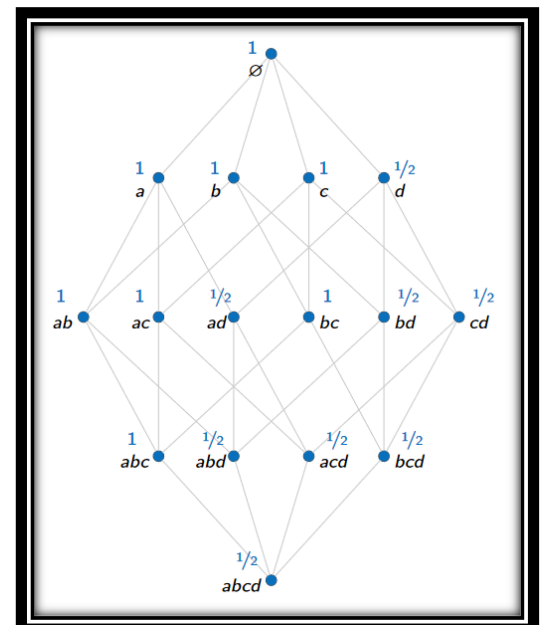 1
∅
1 1 1 1/2
a b c d
1 1 1/2 1 1/2 1/2
ab ac ad bc bd cd
1 1/2 1/2 1/2
abc abd acd bcd
1/2
abcd